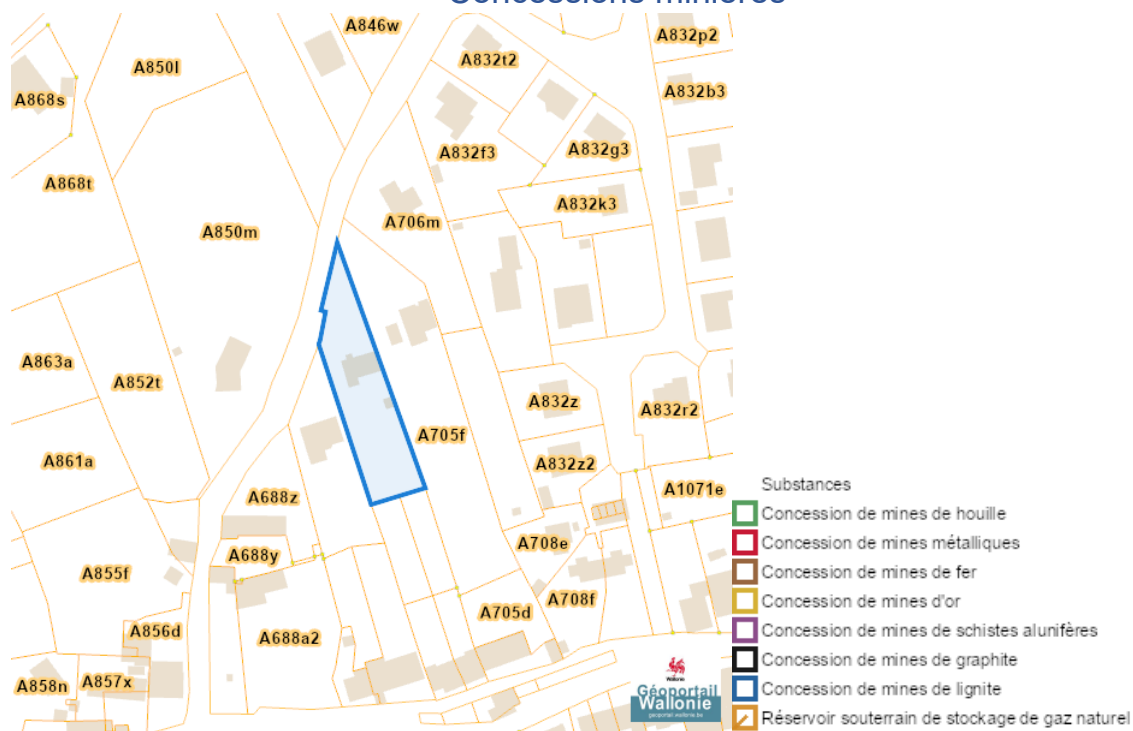 Concessions minières
A846w
A832p2
A850l
A832t2
A868s
A832b3
A832f3
A832g3
A868t
A832k3
A850m
A706m
A863a
A852t
A832z
A832r2
A705f
A861a
A832z2
A688z
A1071e
A708e
A688y
A855f
A708f
A705d
A856d
A688a2
A858n
A857x
Wallonie
Géoportail
Wallonie
geoportail.wallonie.be
Substances
Concession de mines de houille
Concession de mines métalliques
Concession de mines de fer
Concession de mines d'or
Concession de mines de schistes alunifères
Concession de mines de graphite
Concession de mines de lignite
Réservoir souterrain de stockage de gaz naturel